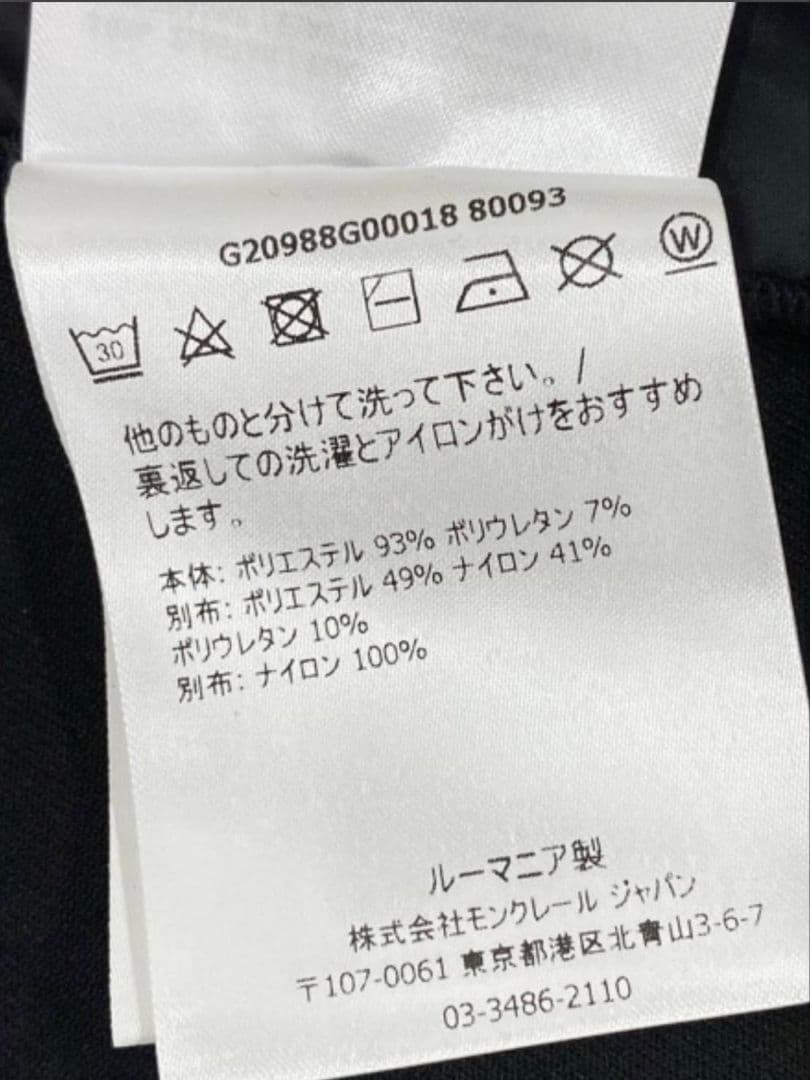 G20988G00018 80093
30
W
他のものと分けて洗って下さい。/
裏返しての洗濯とアイロンがけをおすすめ
します。
本体: ポリエステル 93% ポリウレタン 7%
別布: ポリエステル 49% ナイロン 41%
ポリウレタン 10%
別布: ナイロン 100%
ルーマニア製
株式会社モンクレール ジャパン
〒107-0061 東京都港区北青山3-6-7
03-3486-2110